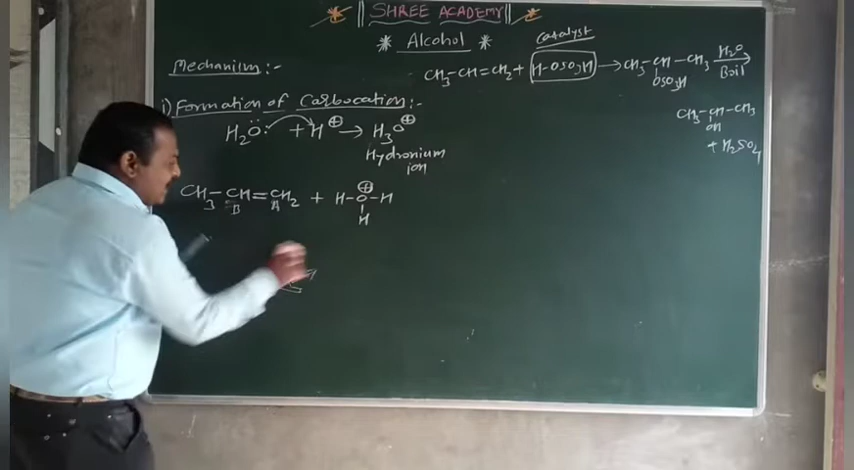 SHREE ACADEMY
* Alcohol *
Mechanism :-
Catalyst
CH₃-CH=CH₂ + H-OSO₃H → CH₃-CH-CH₃ H₂O
OSO₃H Boil
CH₃-CH-CH₃
OH
+ H₂SO₄
i) Formation of Carbocation :-
H₂O: + H⊕ → H₃O⊕
Hydronium
ion
CH₃-CH=CH₂ + H-O⊕-H
B A H